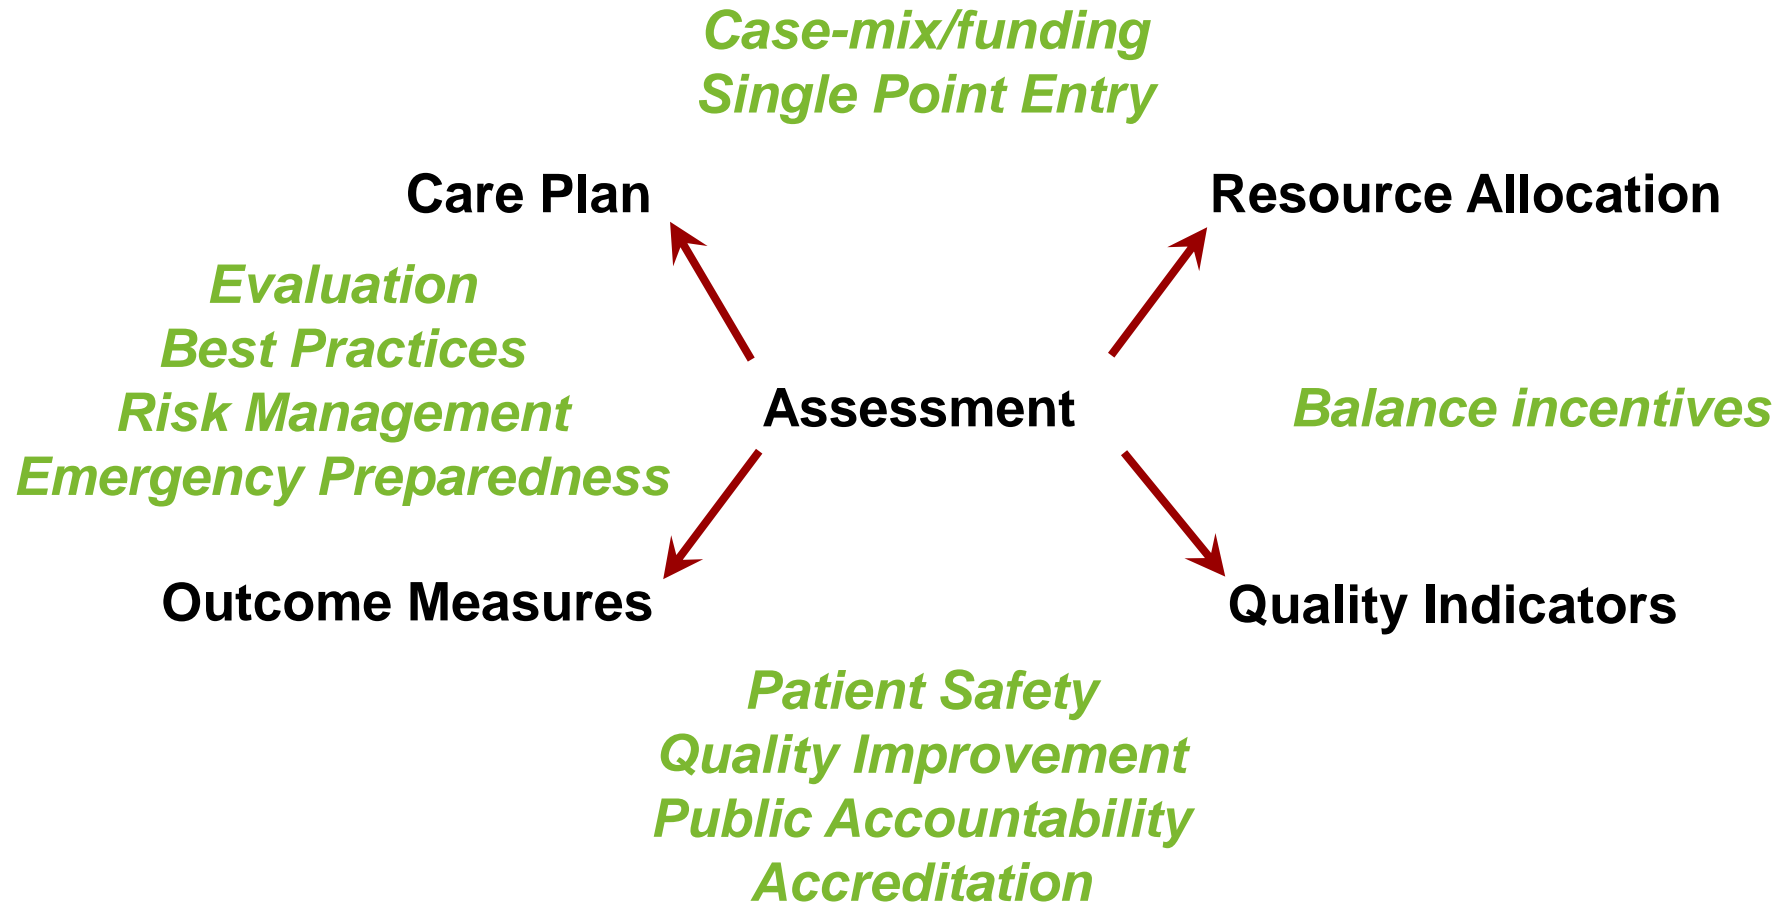 Case-mix/funding
Single Point Entry
Care Plan
Resource Allocation
Evaluation
Best Practices
Risk Management
Emergency Preparedness
Assessment
Balance incentives
Outcome Measures
Quality Indicators
Patient Safety
Quality Improvement
Public Accountability
Accreditation